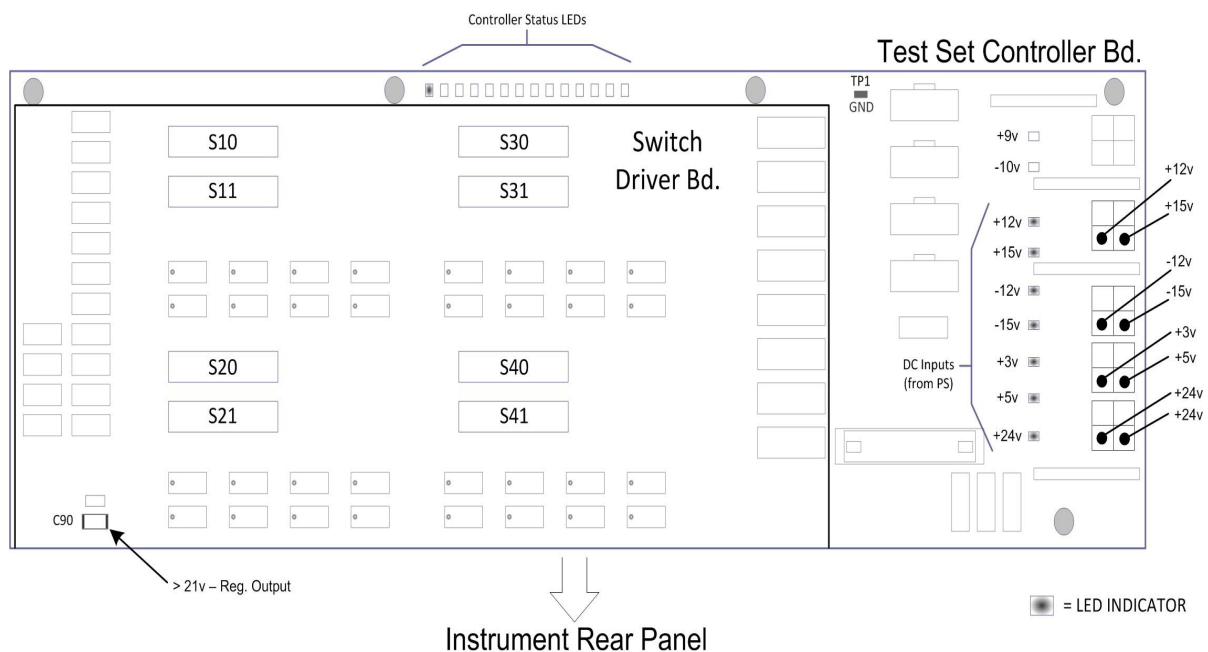 Controller Status LEDs
Test Set Controller Bd.
TP1
GND
S10
S30
Switch
Driver Bd.
S11
S31
+9v
-10v
+12v
+15v
-12v
-15v
+3v
+5v
+24v
DC Inputs
(from PS)
+12v
+15v
-12v
-15v
+3v
+5v
+24v
+24v
S20
S40
S21
S41
C90
> 21v – Reg. Output
= LED INDICATOR
Instrument Rear Panel